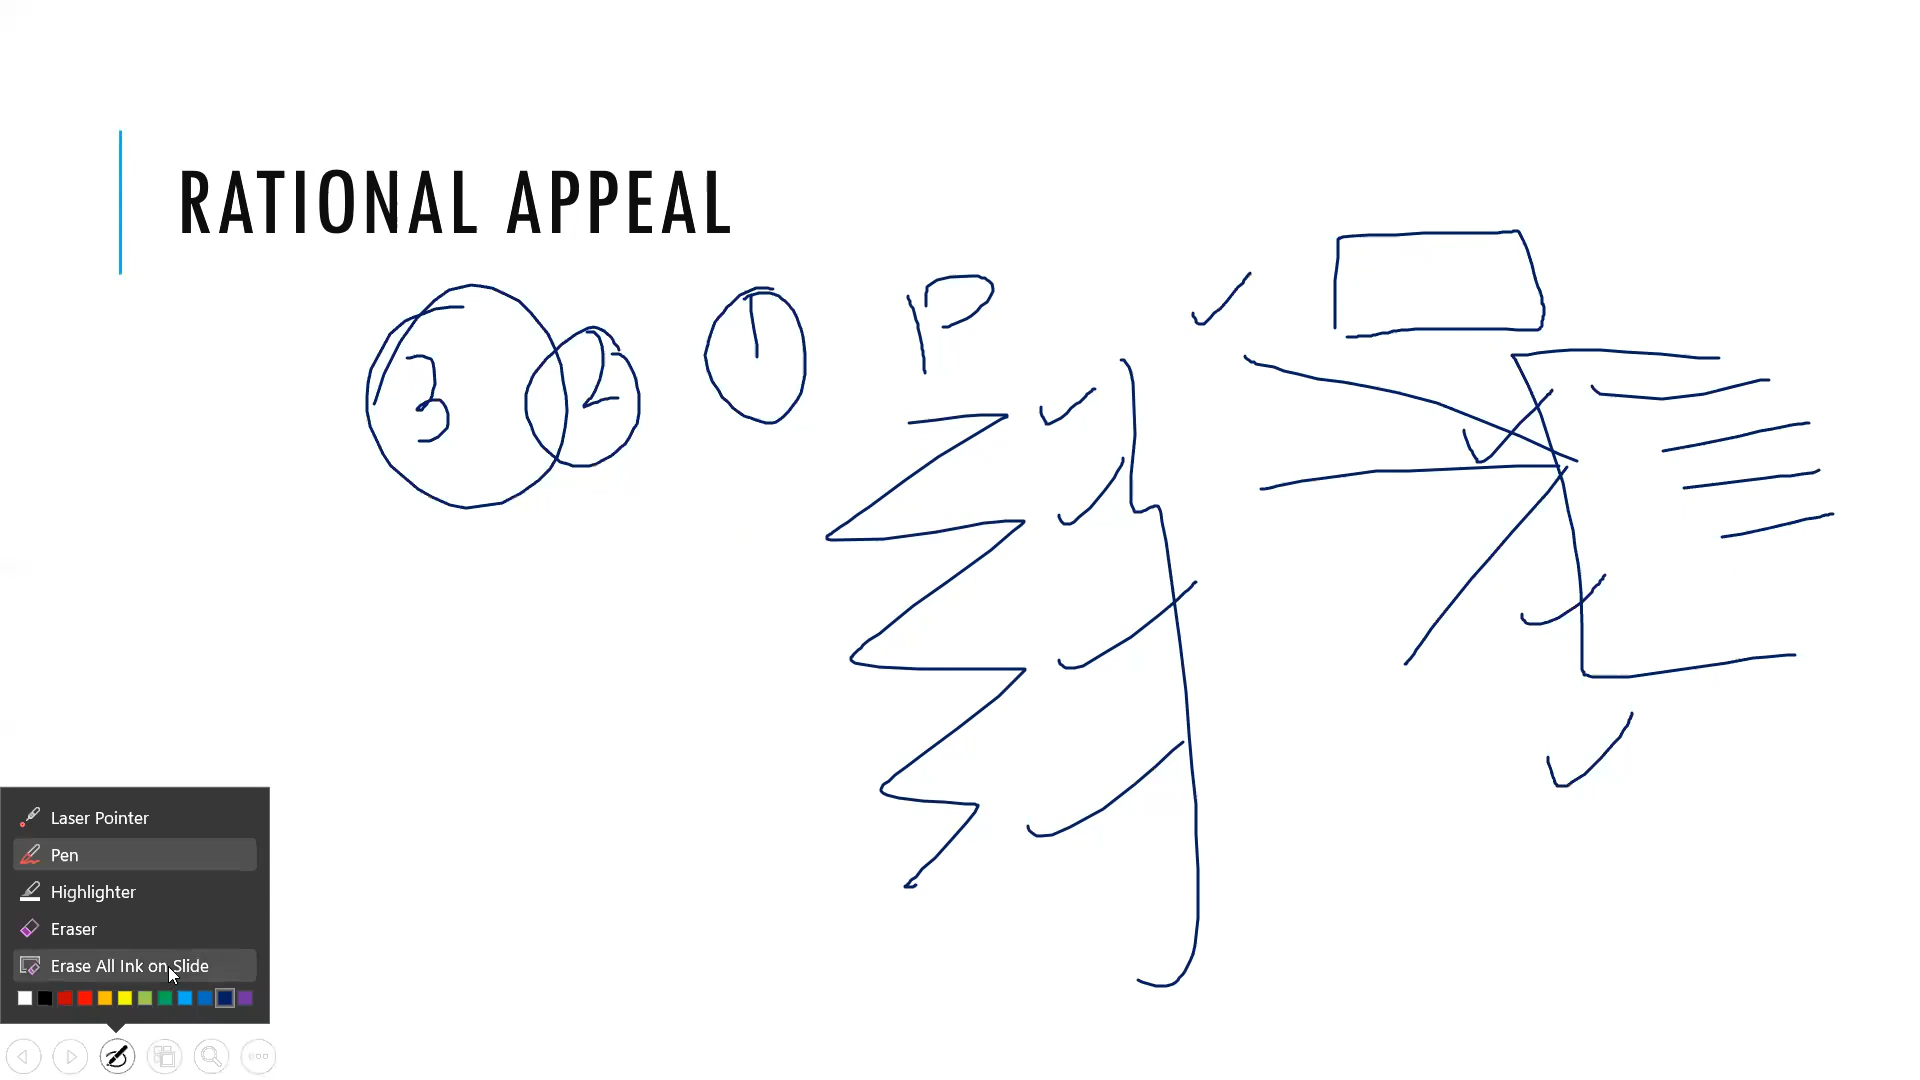 RATIONAL APPEAL
3 2 1 P
Laser Pointer
Pen
Highlighter
Eraser
Erase All Ink on Slide